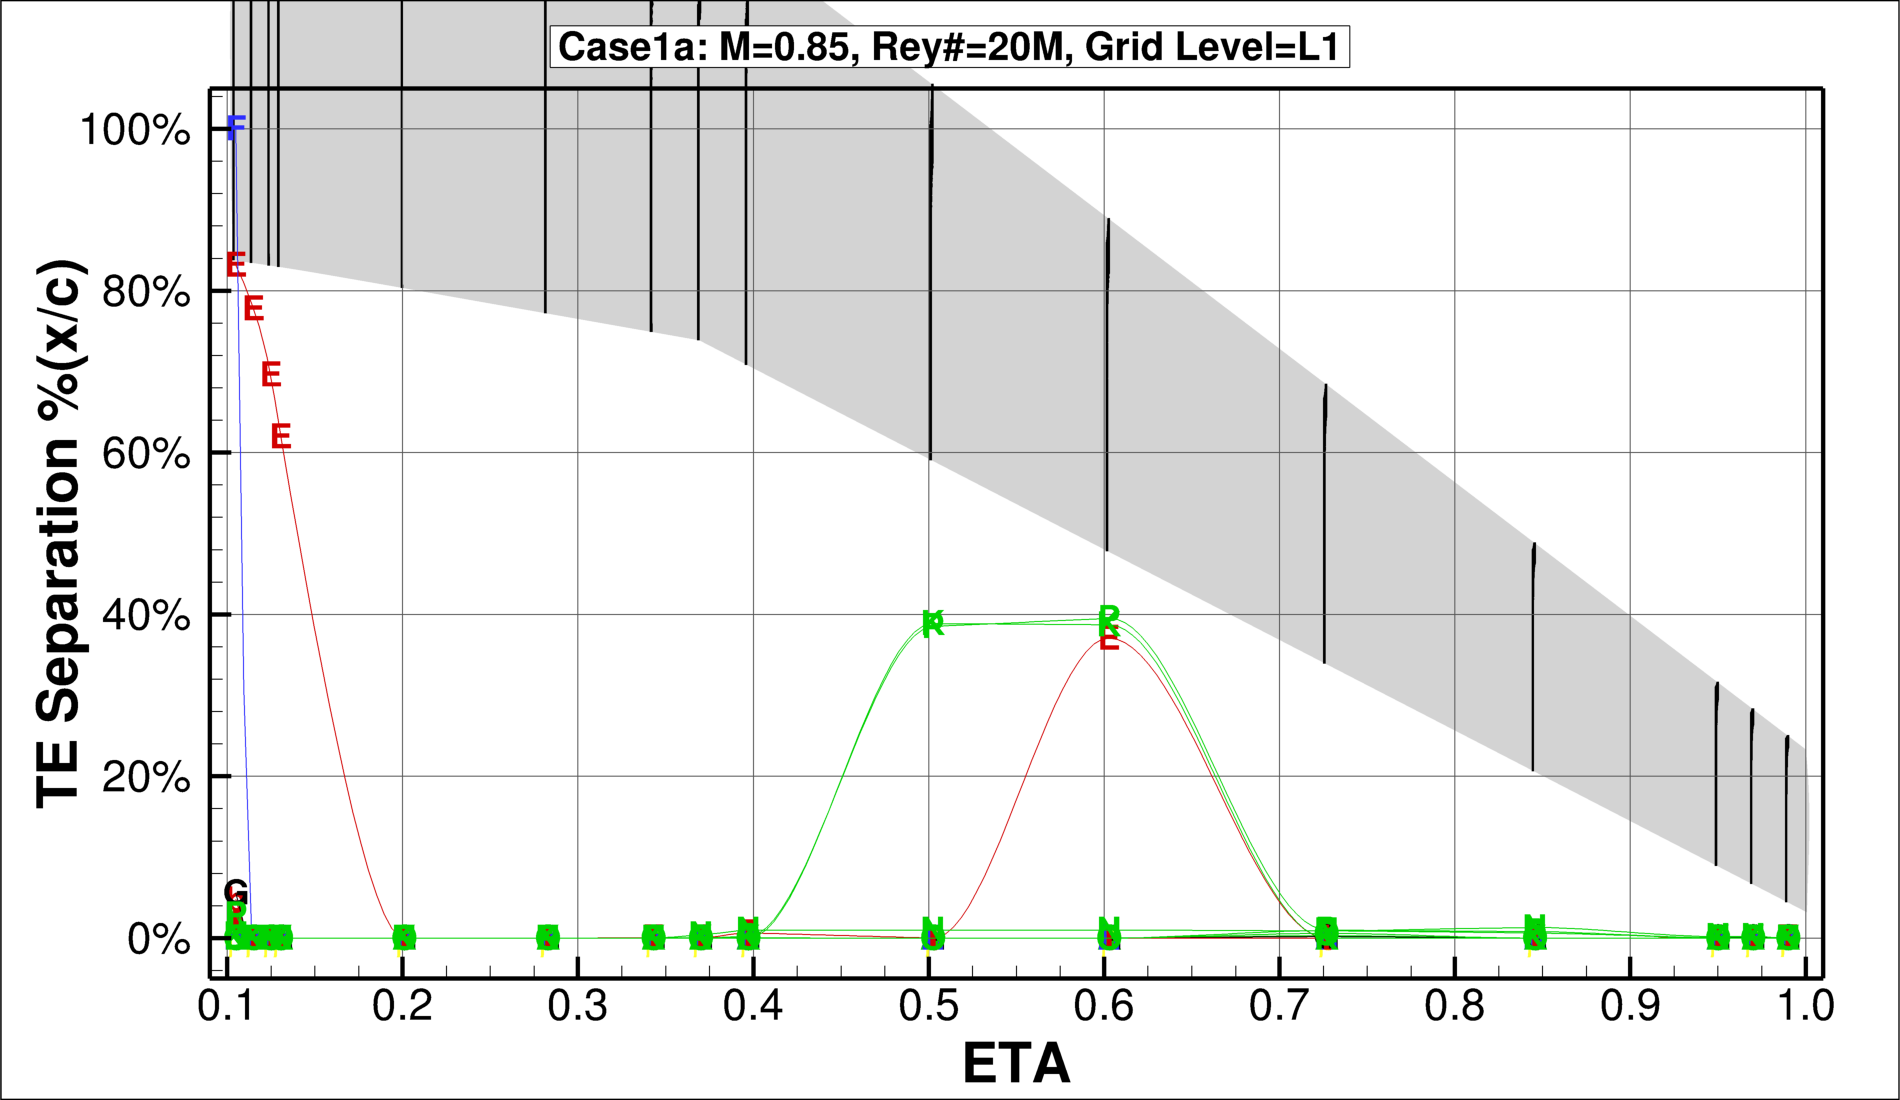 Case1a: M=0.85, Rey#=20M, Grid Level=L1
TE Separation %(x/c)
100%
80%
60%
40%
20%
0%
F
E
E
E
E
G
K
R
K
E
N
N
N
N
N
0.1 0.2 0.3 0.4 0.5 0.6 0.7 0.8 0.9 1.0
ETA